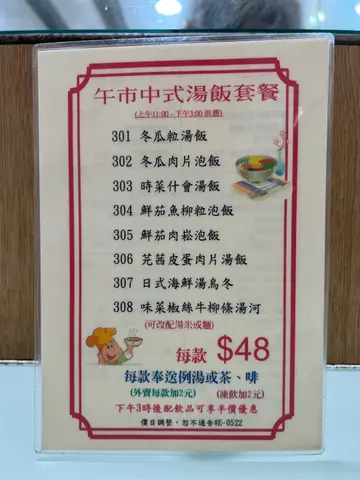 午市中式湯飯套餐
(上午11:00 - 下午3:00 供應)
301 冬瓜粒湯飯
302 冬瓜肉片泡飯
303 時菜什會湯飯
304 鮮茄魚柳粒泡飯
305 鮮茄肉崧泡飯
306 芫茜皮蛋肉片湯飯
307 日式海鮮湯烏冬
308 味菜椒絲牛柳條湯河
(可改配湯米或麵)
每款 $48
每款奉送例湯或茶、啡
(外賣每款加2元) (凍飲加2元)
下午3時後配飲品可享半價優惠
價目調整，恕不通告RE-0522